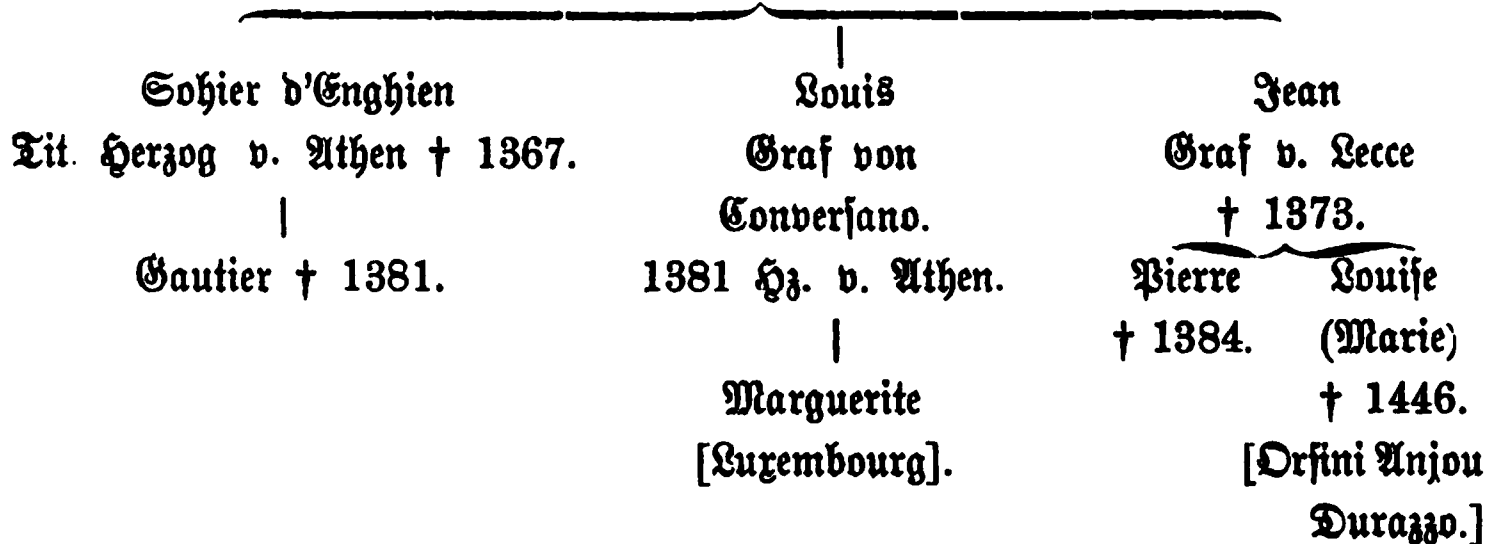 Sohier d'Enghien Louis Jean
Tit. Herzog v. Athen † 1367. Graf von Graf v. Lecce
Conversano. † 1373.
Gautier † 1381. 1381 Hz. v. Athen. Pierre Louise
† 1384. (Marie)
Marguerite † 1446.
[Luxembourg]. [Orsini Anjou
Durazzo.]